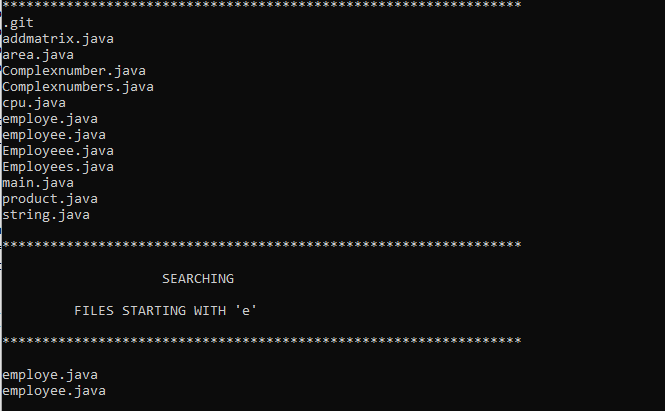 *****************************************************************
.git
addmatrix.java
area.java
Complexnumber.java
Complexnumbers.java
cpu.java
employe.java
employee.java
Employeee.java
Employees.java
main.java
product.java
string.java
*****************************************************************
SEARCHING
FILES STARTING WITH 'e'
*****************************************************************
employe.java
employee.java